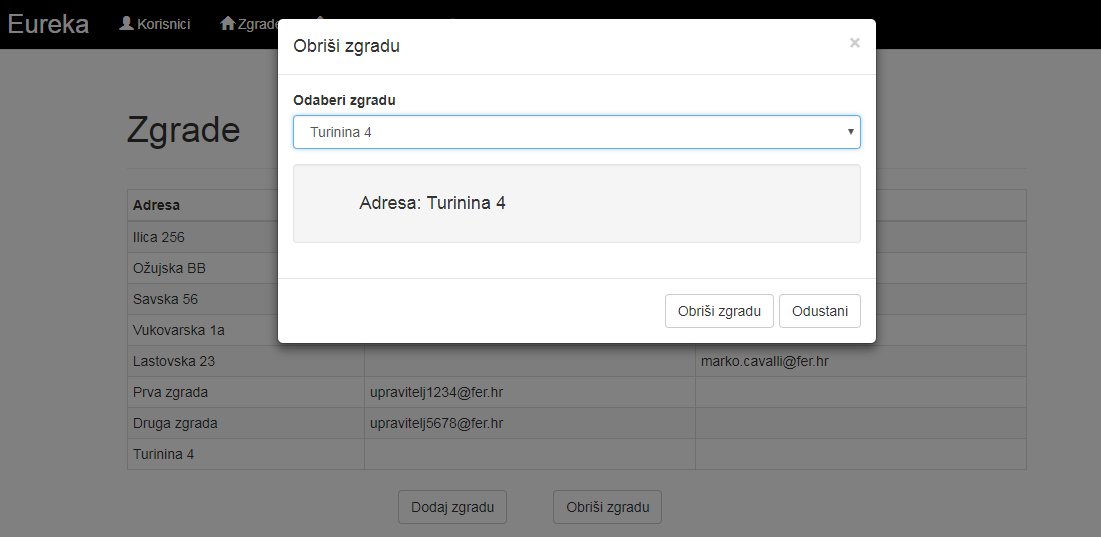 Eureka Korisnici Zgrade
Obriši zgradu ×
Odaberi zgradu
Turinina 4
Adresa: Turinina 4
Obriši zgradu Odustani
Zgrade
Adresa
Ilica 256
Ožujska BB
Savska 56
Vukovarska 1a
Lastovska 23 marko.cavalli@fer.hr
Prva zgrada upravitelj1234@fer.hr
Druga zgrada upravitelj5678@fer.hr
Turinina 4
Dodaj zgradu Obriši zgradu